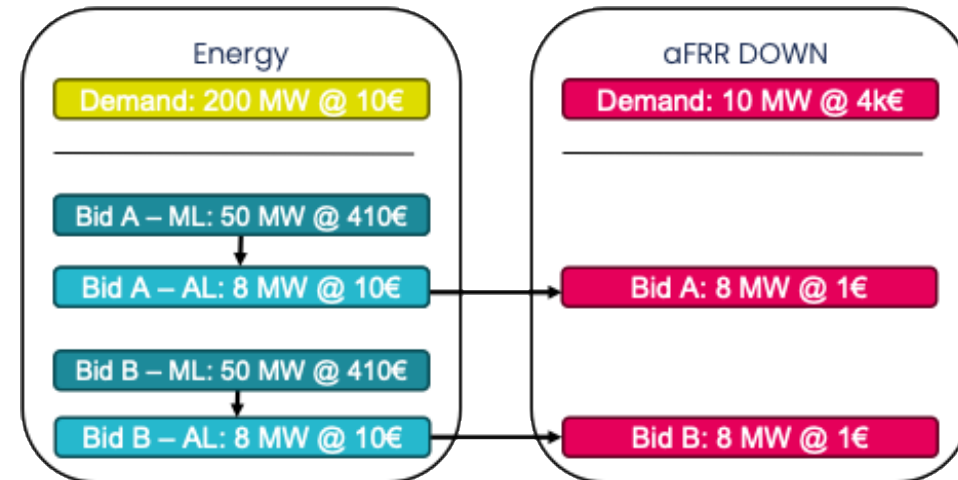 Energy
Demand: 200 MW @ 10€
Bid A – ML: 50 MW @ 410€
Bid A – AL: 8 MW @ 10€
Bid B – ML: 50 MW @ 410€
Bid B – AL: 8 MW @ 10€
aFRR DOWN
Demand: 10 MW @ 4k€
Bid A: 8 MW @ 1€
Bid B: 8 MW @ 1€